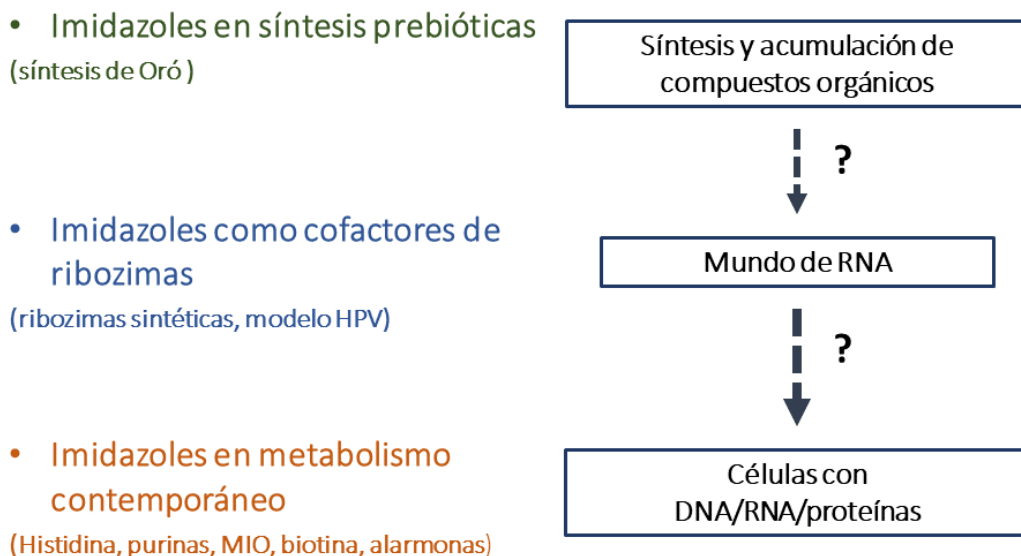 • Imidazoles en síntesis prebióticas
(síntesis de Oró )
Síntesis y acumulación de
compuestos orgánicos
?
• Imidazoles como cofactores de
ribozimas
(ribozimas sintéticas, modelo HPV)
Mundo de RNA
?
• Imidazoles en metabolismo
contemporáneo
(Histidina, purinas, MIO, biotina, alarmonas)
Células con
DNA/RNA/proteínas